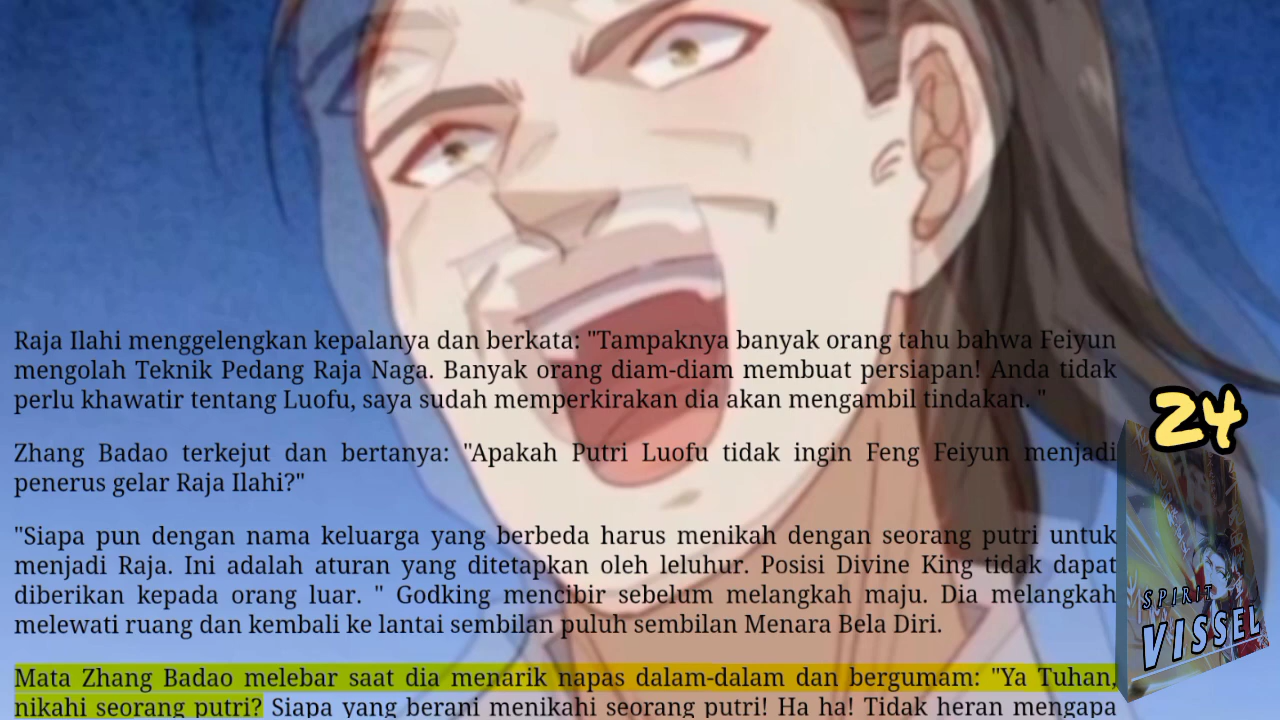 Raja Ilahi menggelengkan kepalanya dan berkata: "Tampaknya banyak orang tahu bahwa Feiyun
mengolah Teknik Pedang Raja Naga. Banyak orang diam-diam membuat persiapan! Anda tidak
perlu khawatir tentang Luofu, saya sudah memperkirakan dia akan mengambil tindakan. "
Zhang Badao terkejut dan bertanya: "Apakah Putri Luofu tidak ingin Feng Feiyun menjadi
penerus gelar Raja Ilahi?"
"Siapa pun dengan nama keluarga yang berbeda harus menikah dengan seorang putri untuk
menjadi Raja. Ini adalah aturan yang ditetapkan oleh leluhur. Posisi Divine King tidak dapat
diberikan kepada orang luar. " Godking mencibir sebelum melangkah maju. Dia melangkah
melewati ruang dan kembali ke lantai sembilan puluh sembilan Menara Bela Diri.
Mata Zhang Badao melebar saat dia menarik napas dalam-dalam dan bergumam: "Ya Tuhan,
nikahi seorang putri? Siapa yang berani menikahi seorang putri! Ha ha! Tidak heran mengapa
24
SPIRIT
VISSEL